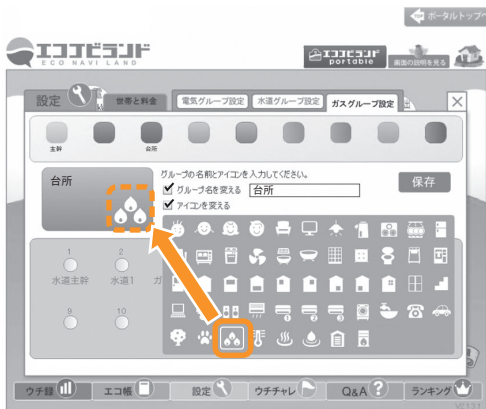 ポータルトップへ
エコナビランド
ECO NAVI LAND
エコナビランド
portable
画面の説明を見る
設定
世帯と料金
電気グループ設定
水道グループ設定
ガスグループ設定
主幹
台所
台所
グループの名前とアイコンを入力してください。
グループ名を変える 台所
アイコンを変える
保存
1
2
水道主幹
水道1
ガ
9
10
ウチ録
エコ帳
設定
ウチチャレ
Q&A
ランキング